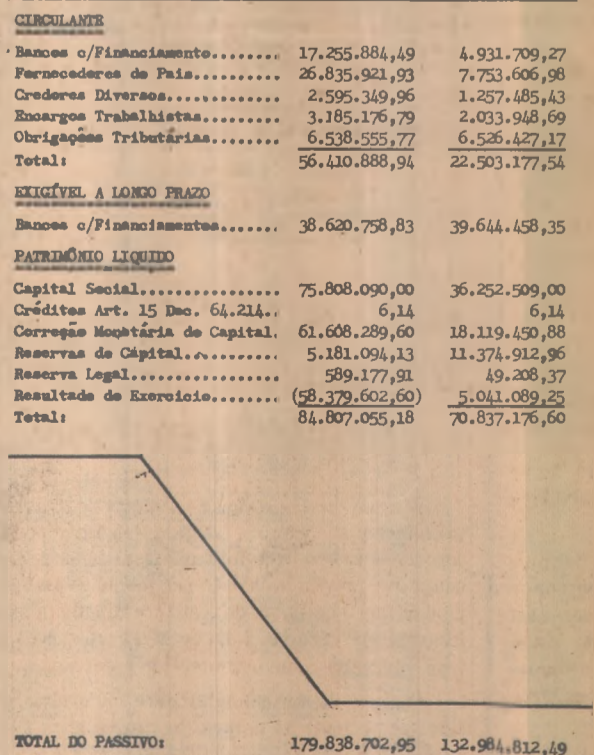 CIRCULANTE
Bancos c/Financiamento........ 17.255.884,49 4.931.709,27
Fornecedores do País.......... 26.835.921,93 7.753.606,98
Credores Diversos............. 2.595.349,96 1.257.485,43
Encargos Trabalhistas......... 3.185.176,79 2.033.948,69
Obrigações Tributárias........ 6.538.555,77 6.526.427,17
Total: 56.410.888,94 22.503.177,54
EXIGÍVEL A LONGO PRAZO
Bancos c/Financiamentos....... 38.620.758,83 39.644.458,35
PATRIMÔNIO LIQUIDO
Capital Social................ 75.808.090,00 36.252.509,00
Créditos Art. 15 Dec. 64.214.. 6,14 6,14
Correção Monetária do Capital. 61.608.289,60 18.119.450,88
Reservas de Capital........... 5.181.094,13 11.374.912,96
Reserva Legal................. 589.177,91 49.208,37
Resultado do Exercicio........ (58.379.602,60) 5.041.089,25
Total: 84.807.055,18 70.837.176,60
TOTAL DO PASSIVO: 179.838.702,95 132.984.812,49